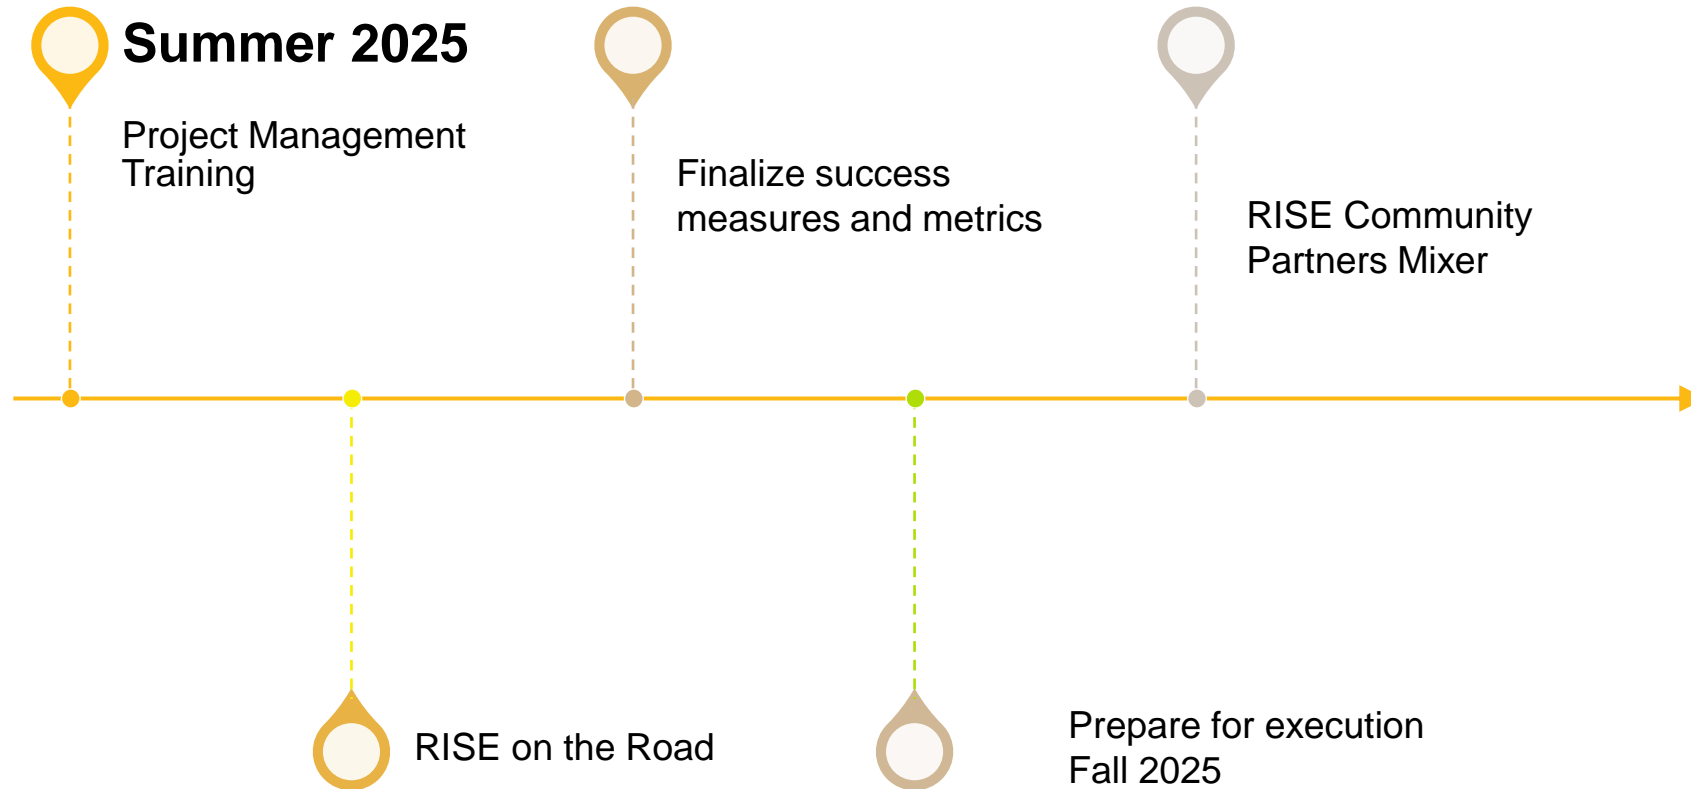 Summer 2025
Project Management
Training
Finalize success
measures and metrics
RISE Community
Partners Mixer
RISE on the Road
Prepare for execution
Fall 2025